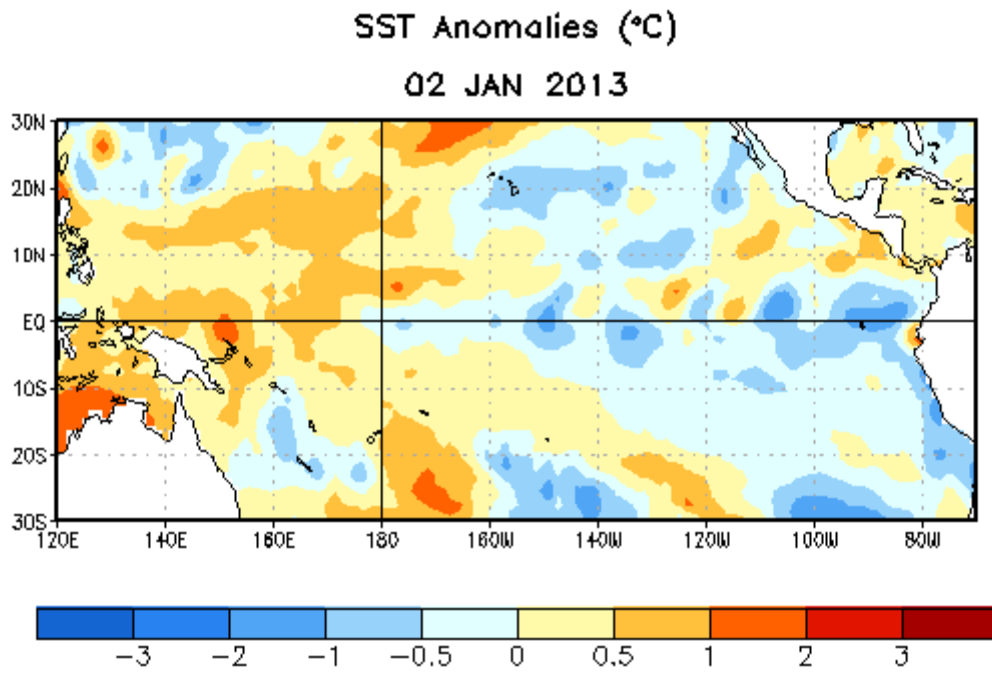 SST Anomalies (°C)
02 JAN 2013
30N
20N
10N
EQ
10S
20S
30S
120E 140E 160E 180 160W 140W 120W 100W 80W
-3 -2 -1 -0.5 0 0.5 1 2 3